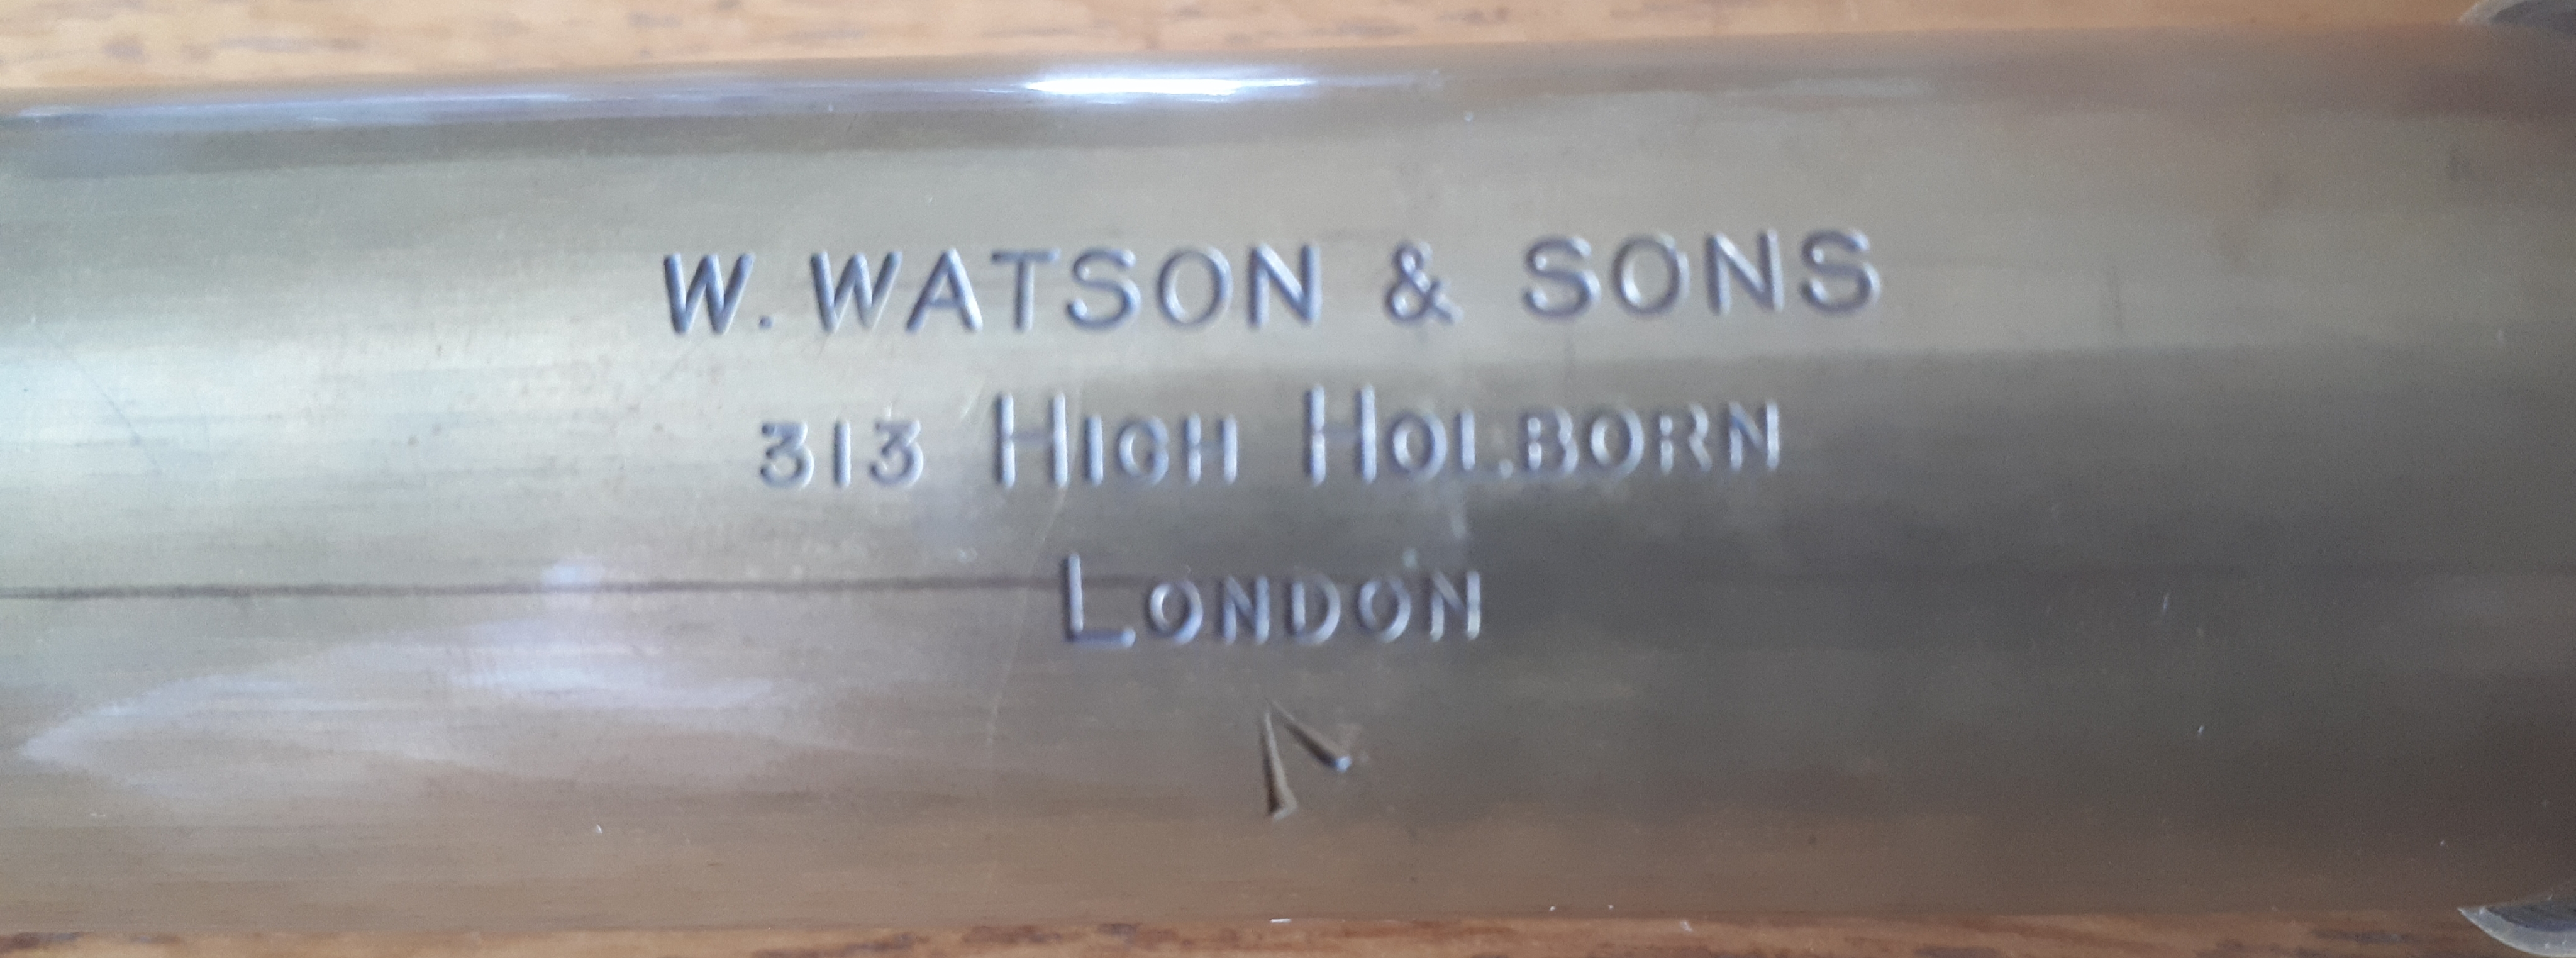 W. WATSON & SONS
313 HIGH HOLBORN
LONDON